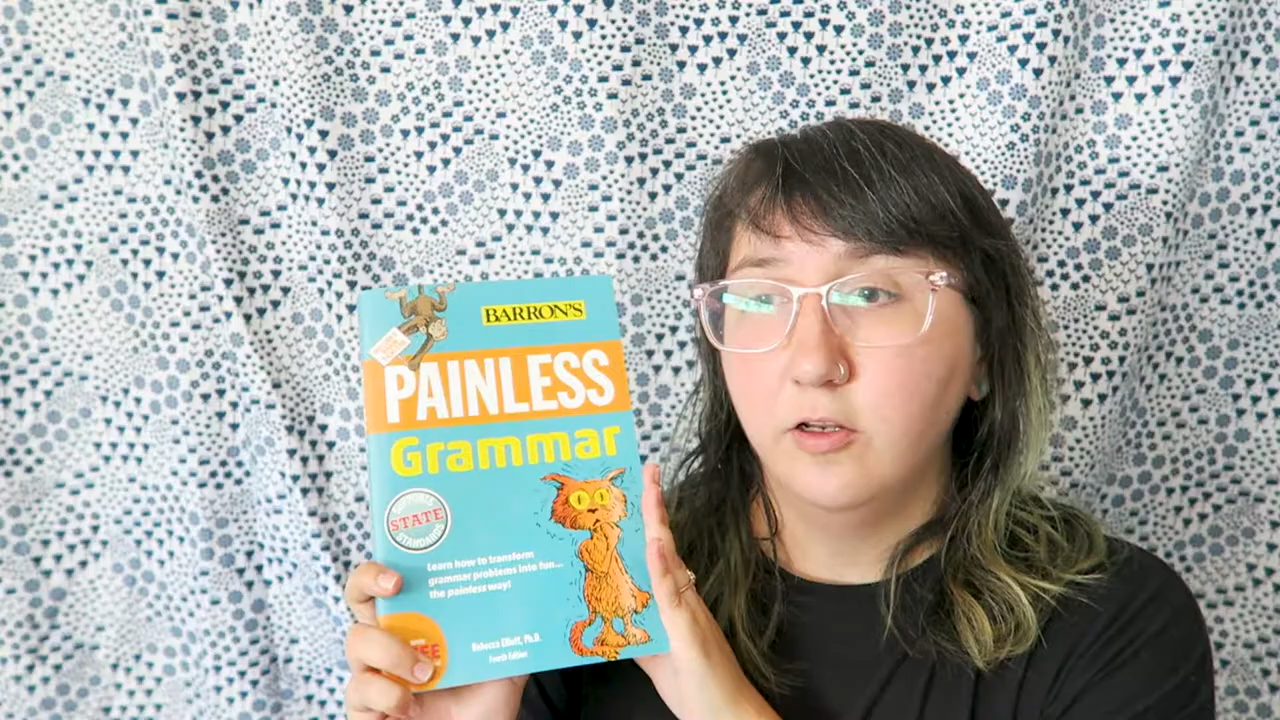 BARRON'S
PAINLESS
Grammar
STATE
STANDARDS
Learn how to transform
grammar problems into fun...
the painless way!
Rebecca Elliott, Ph.D.
Fourth Edition